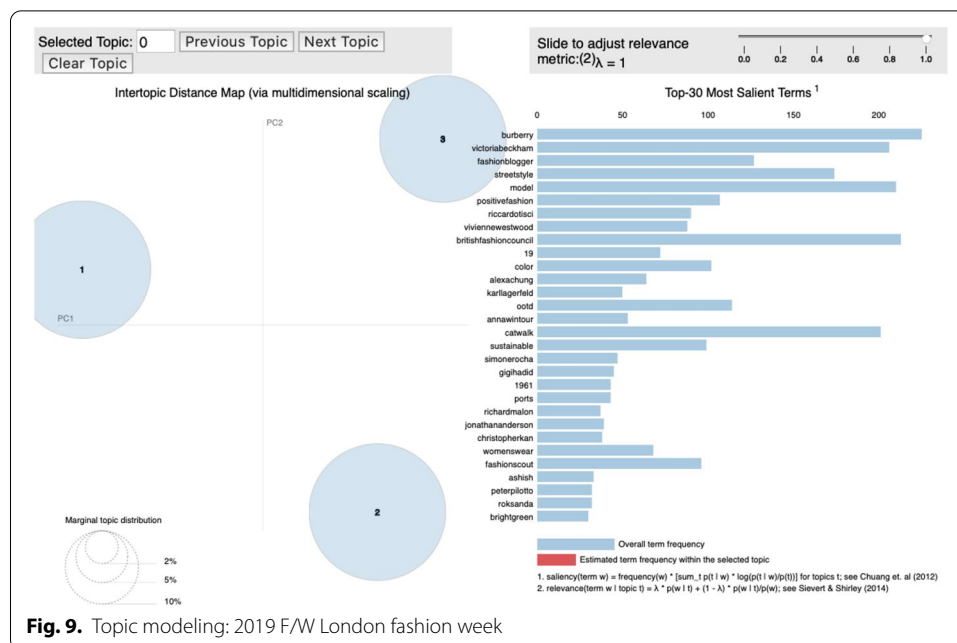 Selected Topic: 0 Previous Topic Next Topic
Clear Topic
Slide to adjust relevance
metric:(2)
λ = 1
0.0 0.2 0.4 0.6 0.8 1.0
Intertopic Distance Map (via multidimensional scaling)
PC2
PC1
1
2
3
Marginal topic distribution
2%
5%
10%
Top-30 Most Salient Terms 1
0 50 100 150 200
burberry
victoriabeckham
fashionblogger
streetstyle
model
positivefashion
riccardotisci
viviennewestwood
britishfashioncouncil
19
color
alexachung
karllagerfeld
ootd
annawintour
catwalk
sustainable
simonerocha
gigihadid
1961
ports
richardmalon
jonathananderson
christopherkan
womenswear
fashionscout
ashish
peterpilotto
roksanda
brightgreen
Overall term frequency
Estimated term frequency within the selected topic
1. saliency(term w) = frequency(w) * [sum_t p(t | w) * log(p(t | w)/p(t))] for topics t; see Chuang et. al (2012)
2. relevance(term w | topic t) = λ * p(w | t) + (1 - λ) * p(w | t)/p(w); see Sievert & Shirley (2014)
Fig. 9. Topic modeling: 2019 F/W London fashion week